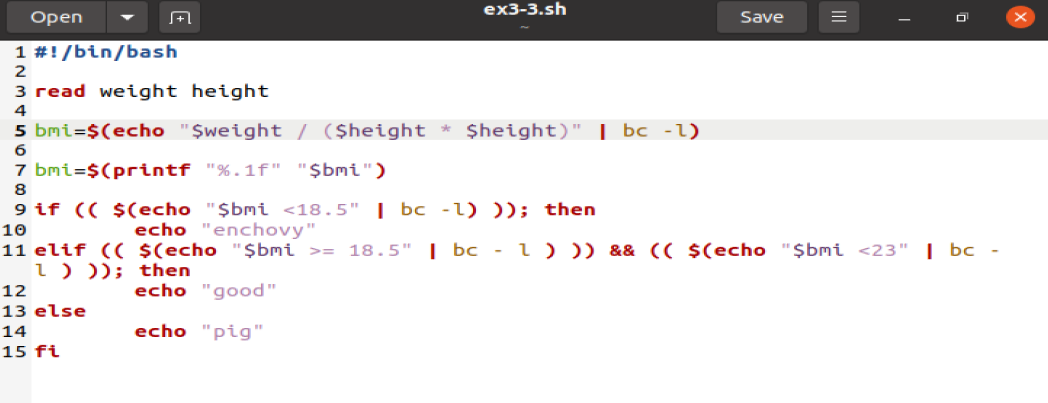 Open
ex3-3.sh
~
Save
1 #!/bin/bash
2
3 read weight height
4
5 bmi=$(echo "$weight / ($height * $height)" | bc -l)
6
7 bmi=$(printf "%.1f" "$bmi")
8
9 if (( $(echo "$bmi <18.5" | bc -l) )); then
10 echo "enchovy"
11 elif (( $(echo "$bmi >= 18.5" | bc - l ) )) && (( $(echo "$bmi <23" | bc -
l ) )); then
12 echo "good"
13 else
14 echo "pig"
15 fi